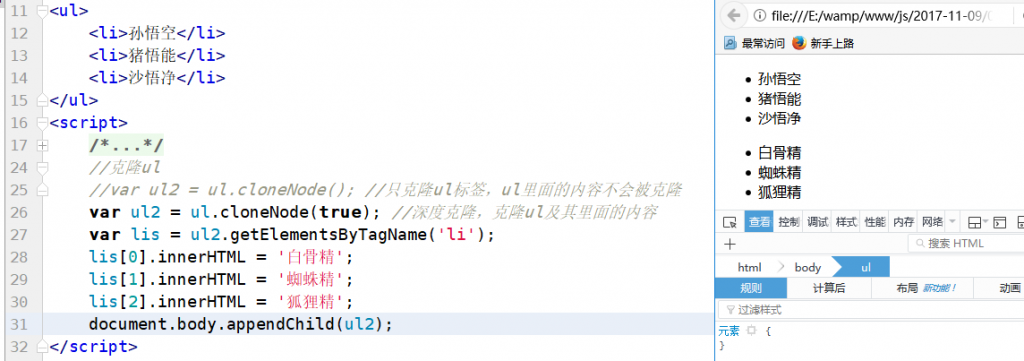 11 <ul>
12 <li>孙悟空</li>
13 <li>猪悟能</li>
14 <li>沙悟净</li>
15 </ul>
16 <script>
17 /*...*/
24 //克隆ul
25 //var ul2 = ul.cloneNode(); //只克隆ul标签，ul里面的内容不会被克隆
26 var ul2 = ul.cloneNode(true); //深度克隆，克隆ul及其里面的内容
27 var lis = ul2.getElementsByTagName('li');
28 lis[0].innerHTML = '白骨精';
29 lis[1].innerHTML = '蜘蛛精';
30 lis[2].innerHTML = '狐狸精';
31 document.body.appendChild(ul2);
32 </script>
file:///E:/wamp/www/js/2017-11-09/
最常访问 新手上路
孙悟空
猪悟能
沙悟净
白骨精
蜘蛛精
狐狸精
查看 控制 调试 样式 性能 内存 网络
搜索 HTML
html body ul
规则 计算后 布局 新功能！ 动画
过滤样式
元素 {
}